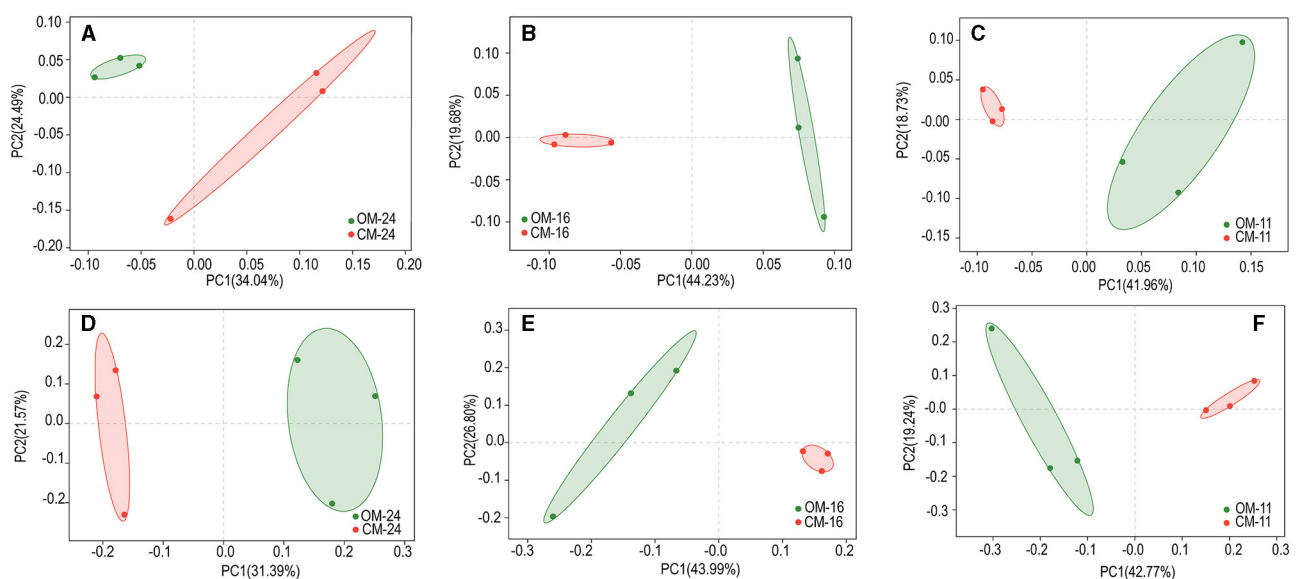 A
0.10
0.05
0.00
-0.05
-0.10
-0.15
-0.20
PC2(24.49%)
OM-24
CM-24
-0.10 -0.05 0.00 0.05 0.10 0.15 0.20
PC1(34.04%)
B
0.10
0.05
0.00
-0.05
-0.10
PC2(19.68%)
OM-16
CM-16
-0.10 -0.05 0.00 0.05 0.10
PC1(44.23%)
C
0.10
0.05
-0.00
-0.05
-0.10
-0.15
PC2(18.73%)
OM-11
CM-11
-0.10 -0.05 0.00 0.05 0.10 0.15
PC1(41.96%)
D
0.2
0.1
0.0
-0.1
-0.2
PC2(21.57%)
OM-24
CM-24
-0.2 -0.1 0.0 0.1 0.2 0.3
PC1(31.39%)
E
0.3
0.2
0.1
0.0
-0.1
-0.2
PC2(26.80%)
OM-16
CM-16
-0.3 -0.2 -0.1 0.0 0.1 0.2
PC1(43.99%)
F
0.3
0.2
0.1
-0.0
-0.1
-0.2
-0.3
PC2(19.24%)
OM-11
CM-11
-0.3 -0.2 -0.1 -0.0 0.1 0.2 0.3
PC1(42.77%)